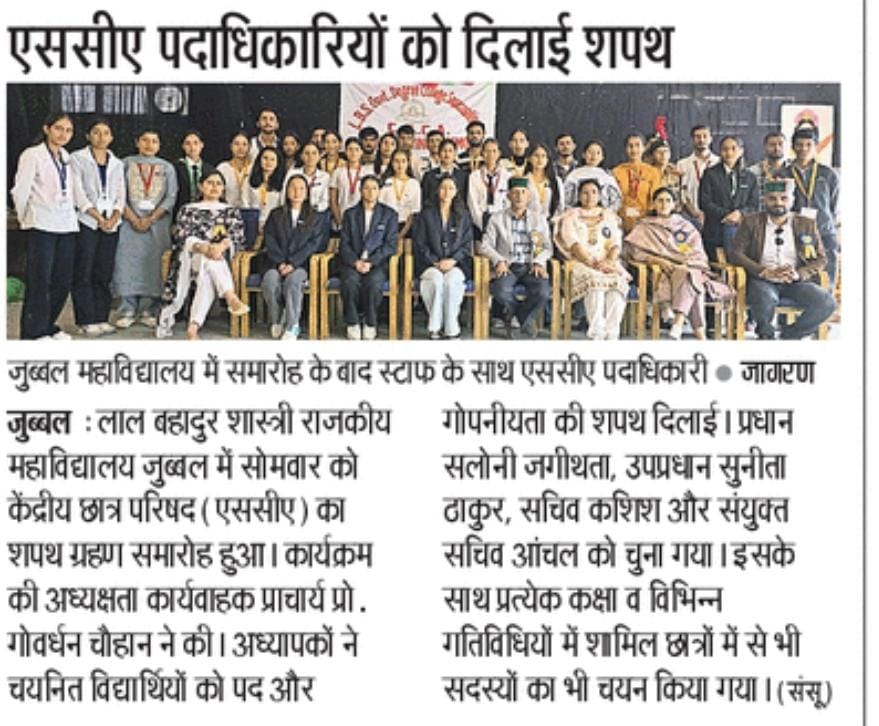 एससीए पदाधिकारियों को दिलाई शपथ
L.B.S. Govt. Degree College
जुब्बल महाविद्यालय में समारोह के बाद स्टाफ के साथ एससीए पदाधिकारी ● जागरण
जुब्बल : लाल बहादुर शास्त्री राजकीय
महाविद्यालय जुब्बल में सोमवार को
केंद्रीय छात्र परिषद (एससीए) का
शपथ ग्रहण समारोह हुआ। कार्यक्रम
की अध्यक्षता कार्यवाहक प्राचार्य प्रो.
गोवर्धन चौहान ने की। अध्यापकों ने
चयनित विद्यार्थियों को पद और
गोपनीयता की शपथ दिलाई। प्रधान
सलोनी जगीथता, उपप्रधान सुनीता
ठाकुर, सचिव कशिश और संयुक्त
सचिव आंचल को चुना गया। इसके
साथ प्रत्येक कक्षा व विभिन्न
गतिविधियों में शामिल छात्रों में से भी
सदस्यों का भी चयन किया गया। (संसू)